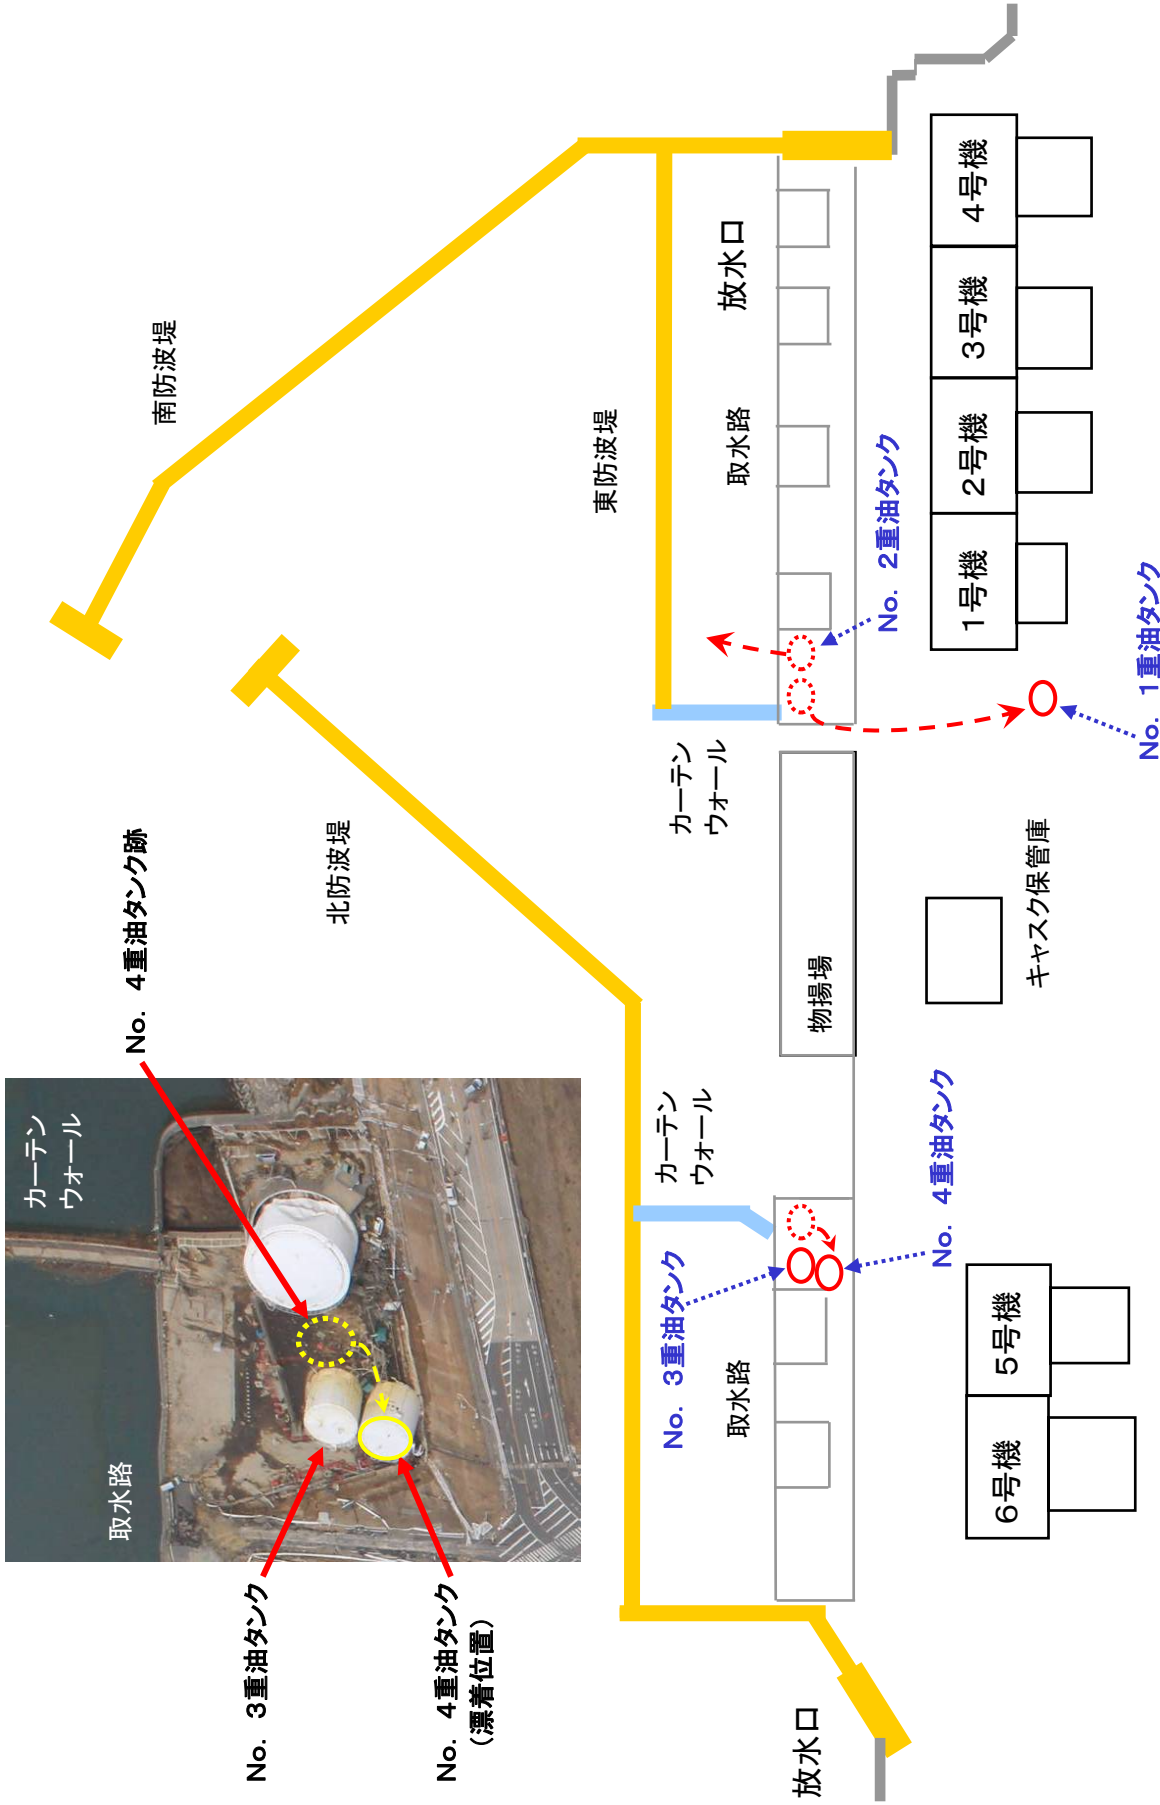 カーテン
ウォール
取水路
No. 4重油タンク跡
南防波堤
No. 3重油タンク
北防波堤
No. 4重油タンク
(漂着位置)
東防波堤
No. 3重油タンク
カーテン
ウォール
カーテン
ウォール
取水路
取水路
放水口
放水口
物揚場
No. 2重油タンク
No. 4重油タンク
6号機
5号機
1号機
2号機
3号機
4号機
キャスク保管庫
No. 1重油タンク